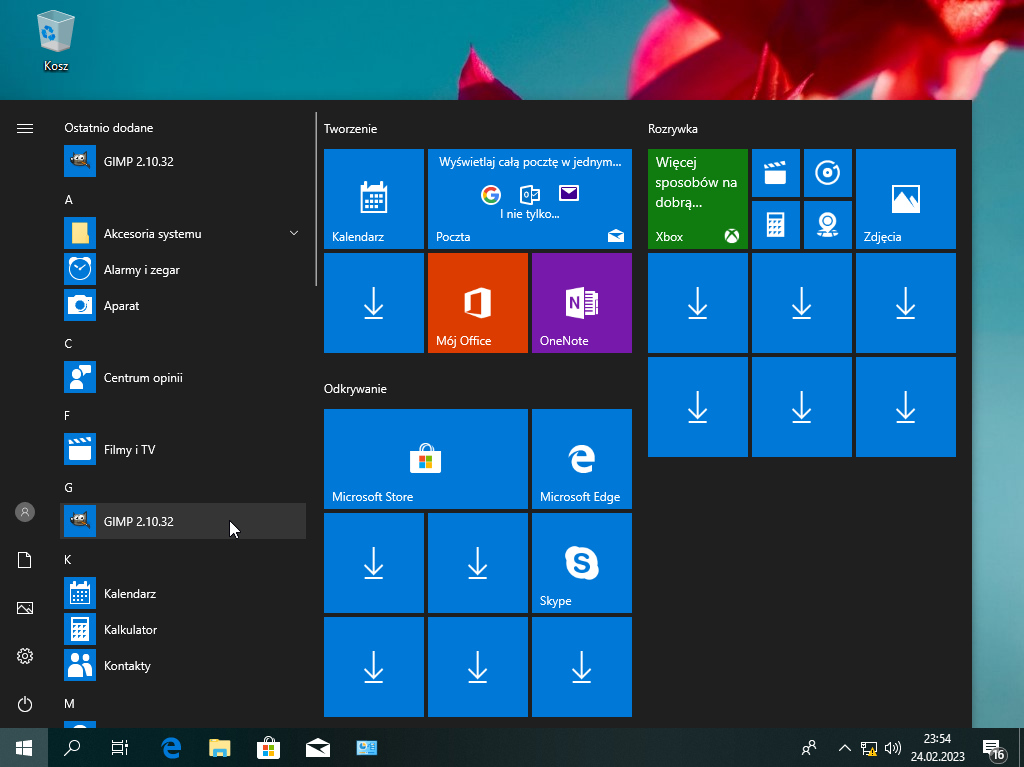 Kosz
Ostatnio dodane
GIMP 2.10.32
A
Akcesoria systemu
Alarmy i zegar
Aparat
C
Centrum opinii
F
Filmy i TV
G
GIMP 2.10.32
K
Kalendarz
Kalkulator
Kontakty
M
Tworzenie
Kalendarz
Wyświetlaj całą pocztę w jednym...
I nie tylko...
Poczta
Mój Office
N
OneNote
Odkrywanie
Microsoft Store
Microsoft Edge
S
Skype
Rozrywka
Więcej
sposobów na
dobrą...
Xbox
Zdjęcia
23:54
24.02.2023
16